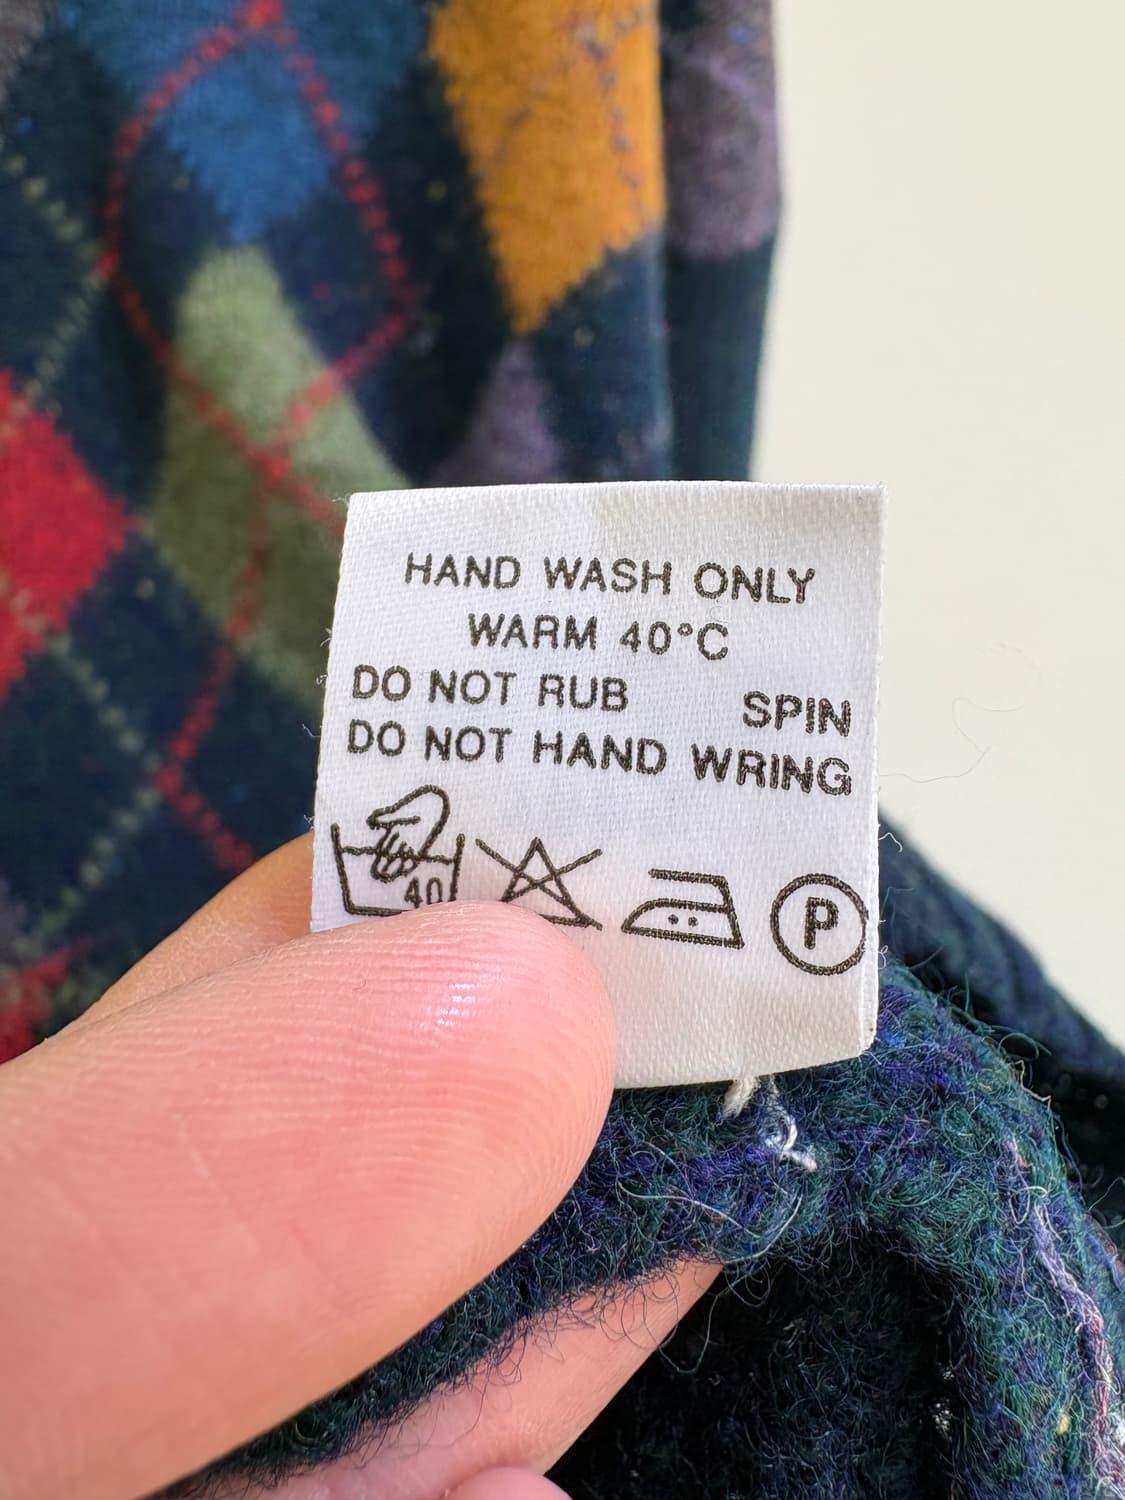 HAND WASH ONLY
WARM 40°C
DO NOT RUB SPIN
DO NOT HAND WRING
40
P